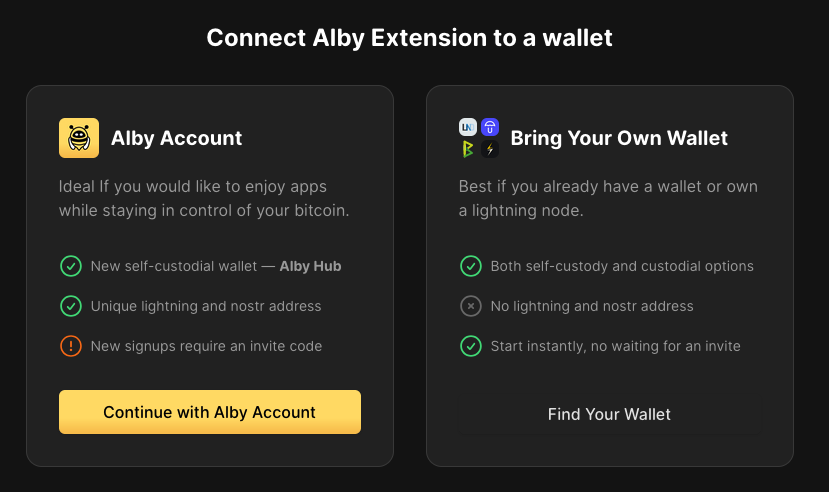 Connect Alby Extension to a wallet
Alby Account
Ideal If you would like to enjoy apps
while staying in control of your bitcoin.
New self-custodial wallet — Alby Hub
Unique lightning and nostr address
New signups require an invite code
Continue with Alby Account
LND
Bring Your Own Wallet
Best if you already have a wallet or own
a lightning node.
Both self-custody and custodial options
No lightning and nostr address
Start instantly, no waiting for an invite
Find Your Wallet